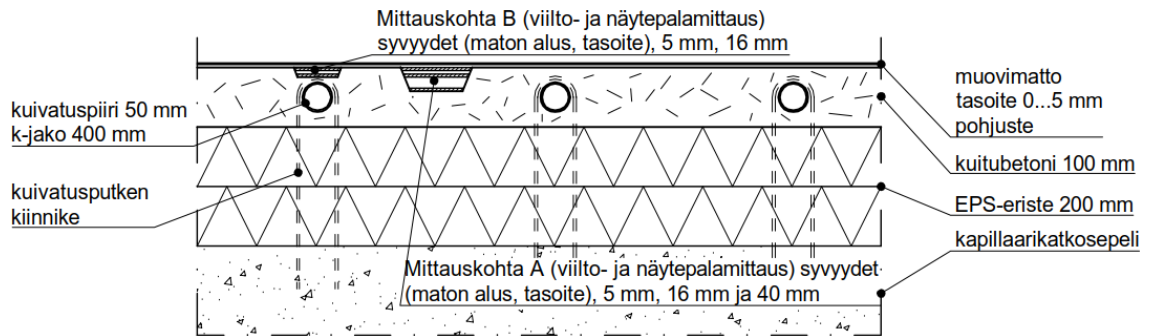 Mittauskohta B (viilto- ja näytepalamittaus)
syvyydet (maton alus, tasoite), 5 mm, 16 mm
kuivatuspiiri 50 mm
k-jako 400 mm
kuivatusputken
kiinnike
muovimatto
tasoite 0...5 mm
pohjuste
kuitubetoni 100 mm
EPS-eriste 200 mm
kapillaarikatkosepeli
Mittauskohta A (viilto- ja näytepalamittaus) syvyydet
(maton alus, tasoite), 5 mm, 16 mm ja 40 mm